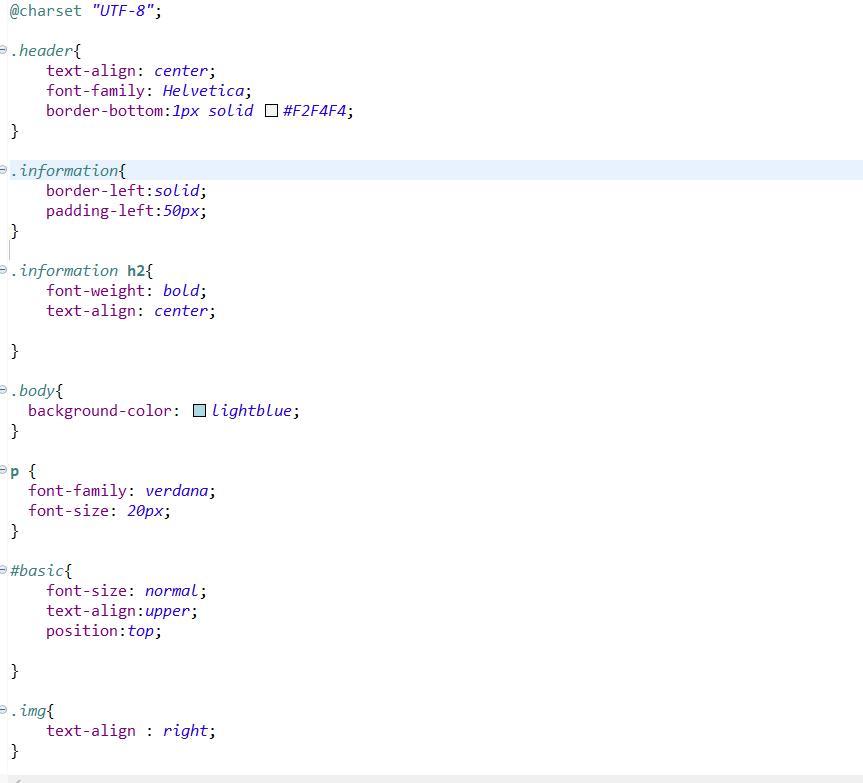 @charset "UTF-8";
.header{
text-align: center;
font-family: Helvetica;
border-bottom:1px solid #F2F4F4;
}
.information{
border-left:solid;
padding-left:50px;
}
.information h2{
font-weight: bold;
text-align: center;
}
.body{
background-color: lightblue;
}
p {
font-family: verdana;
font-size: 20px;
}
#basic{
font-size: normal;
text-align:upper;
position:top;
}
.img{
text-align : right;
}